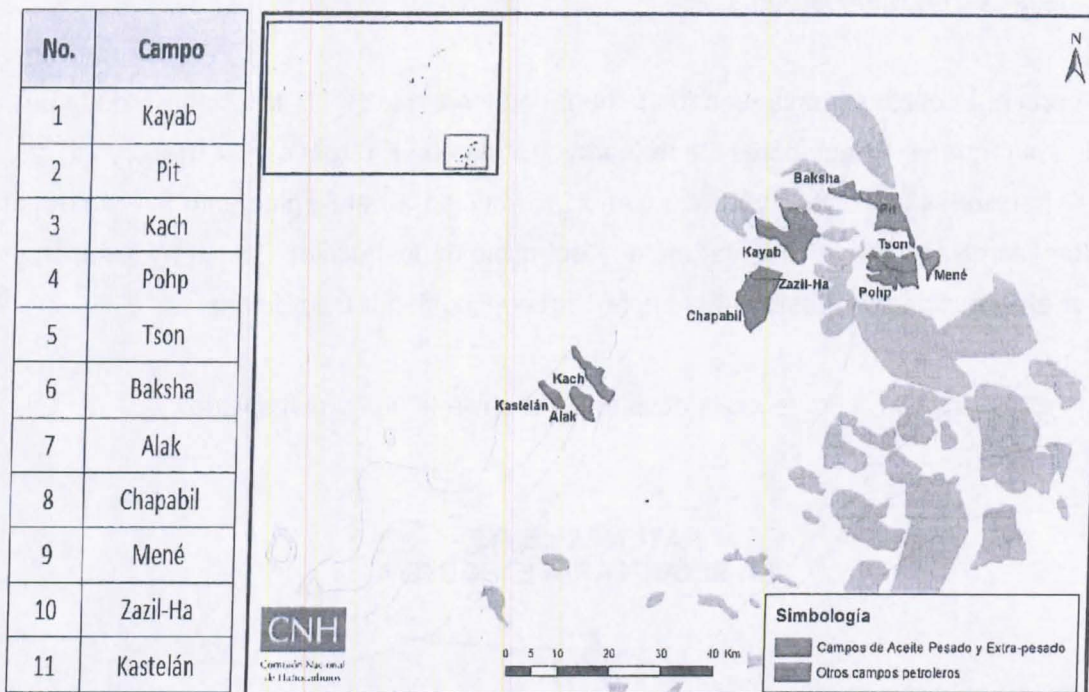 No. Campo
1 Kayab
2 Pit
3 Kach
4 Pohp
5 Tson
6 Baksha
7 Alak
8 Chapabil
9 Mené
10 Zazil-Ha
11 Kastelán
N
Baksha
Pit
Kayab
Tson
Mené
Zazil-Ha
Pohp
Chapabil
Kach
Kastelán
Alak
CNH
Comisión Nacional
de Hidrocarburos
0 5 10 20 30 40 Km
Simbología
Campos de Aceite Pesado y Extra-pesado
Otros campos petroleros